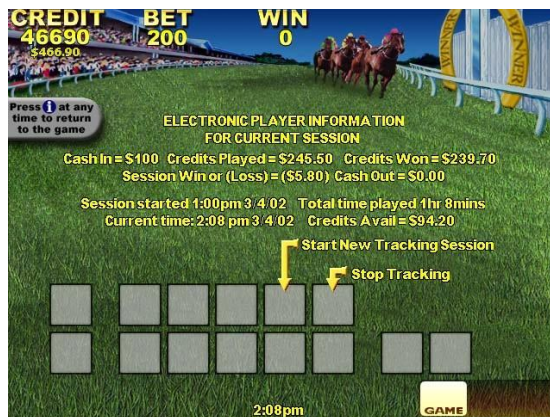 CREDIT BET WIN
46690 200 0
$466.90
WINNER WINNER
Press i at any
time to return
to the game
ELECTRONIC PLAYER INFORMATION
FOR CURRENT SESSION
Cash In = $100 Credits Played = $245.50 Credits Won = $239.70
Session Win or (Loss) = ($5.80) Cash Out = $0.00
Session started 1:00pm 3/4/02 Total time played 1hr 8mins
Current time: 2:08 pm 3/4/02 Credits Avail = $94.20
Start New Tracking Session
Stop Tracking
GAME
2:08pm